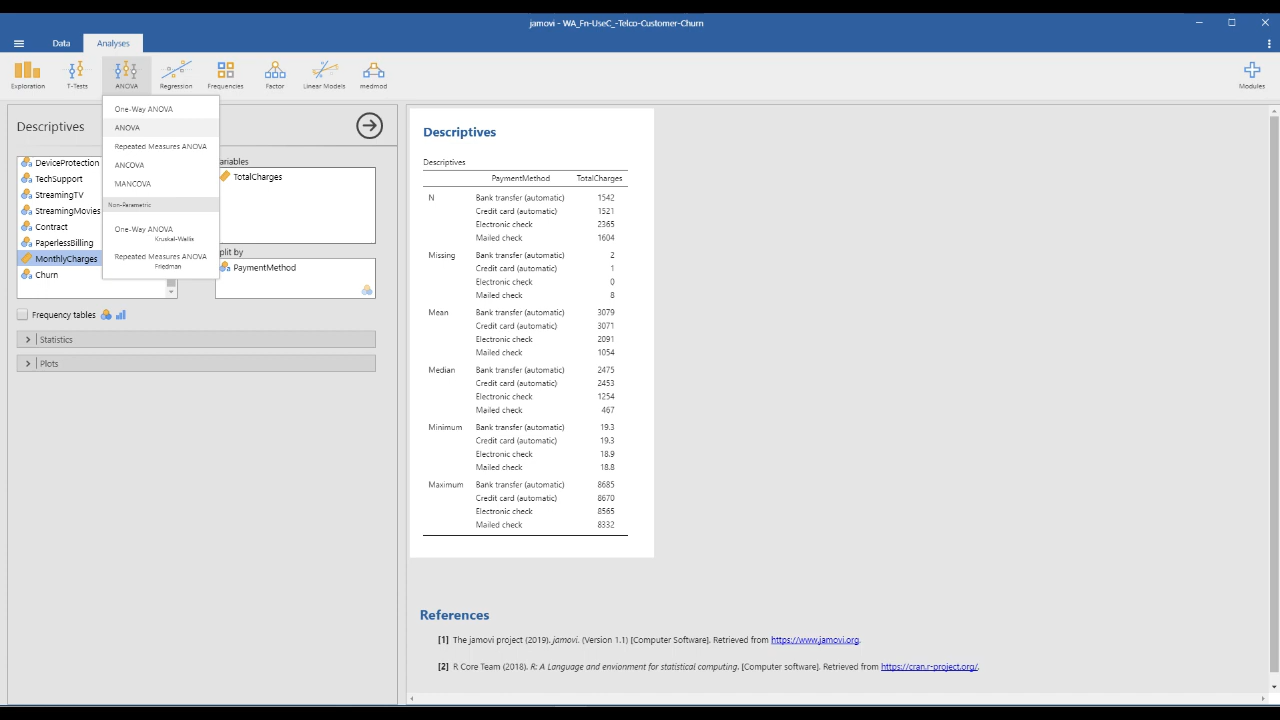 jamovi - WA_Fn-UseC_-Telco-Customer-Churn
Data Analyses
Exploration T-Tests ANOVA Regression Frequencies Factor Linear Models medmod Modules
One-Way ANOVA
ANOVA
Repeated Measures ANOVA
ANCOVA
MANCOVA
Non-Parametric
One-Way ANOVA
Kruskal-Wallis
Repeated Measures ANOVA
Friedman
Descriptives
DeviceProtection
TechSupport
StreamingTV
StreamingMovies
Contract
PaperlessBilling
MonthlyCharges
Churn
ariables
TotalCharges
plit by
PaymentMethod
Frequency tables
Statistics
Plots
Descriptives
Descriptives
PaymentMethod TotalCharges
N Bank transfer (automatic) 1542
Credit card (automatic) 1521
Electronic check 2365
Mailed check 1604
Missing Bank transfer (automatic) 2
Credit card (automatic) 1
Electronic check 0
Mailed check 8
Mean Bank transfer (automatic) 3079
Credit card (automatic) 3071
Electronic check 2091
Mailed check 1054
Median Bank transfer (automatic) 2475
Credit card (automatic) 2453
Electronic check 1254
Mailed check 467
Minimum Bank transfer (automatic) 19.3
Credit card (automatic) 19.3
Electronic check 18.9
Mailed check 18.8
Maximum Bank transfer (automatic) 8685
Credit card (automatic) 8670
Electronic check 8565
Mailed check 8332
References
[1] The jamovi project (2019). jamovi. (Version 1.1) [Computer Software]. Retrieved from https://www.jamovi.org.
[2] R Core Team (2018). R: A Language and envionment for statistical computing. [Computer software]. Retrieved from https://cran.r-project.org/.